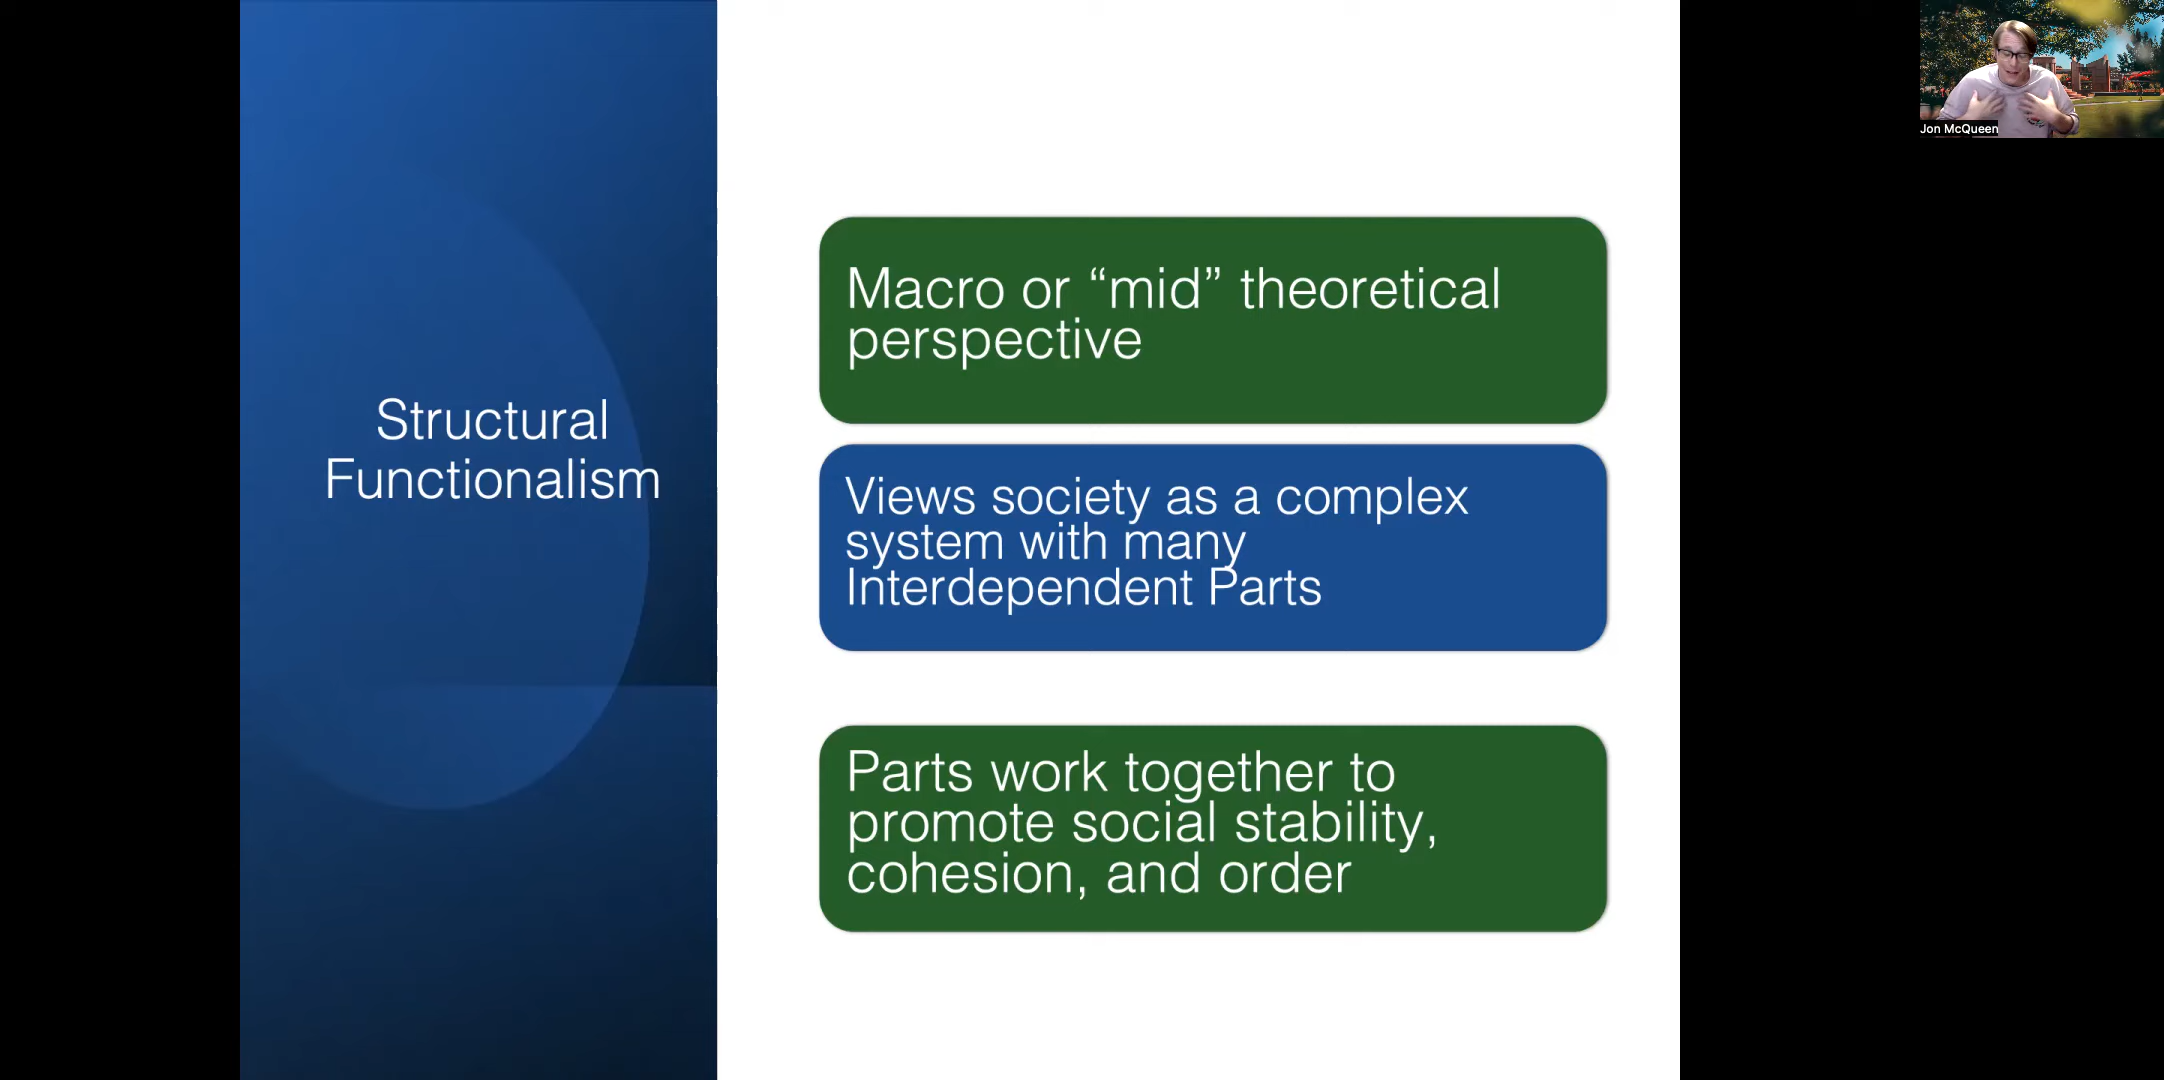 Structural
Functionalism
Macro or “mid” theoretical
perspective
Views society as a complex
system with many
Interdependent Parts
Parts work together to
promote social stability,
cohesion, and order
Jon McQueen